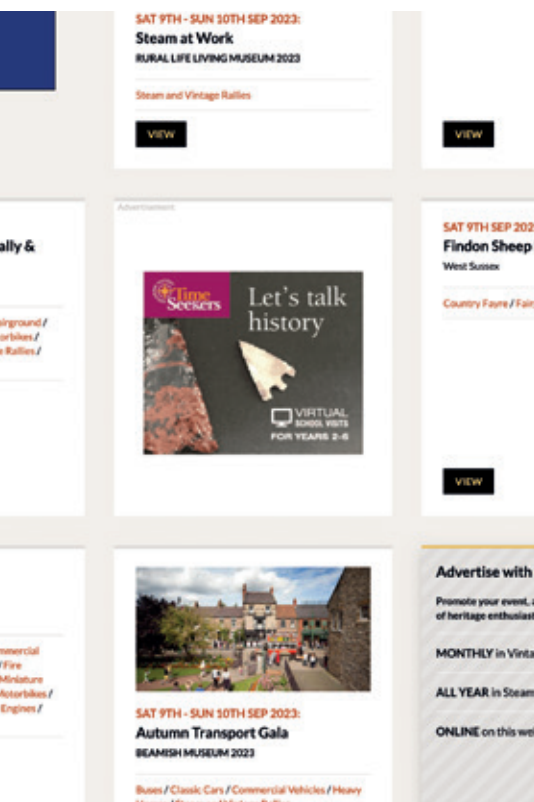 SAT 9TH - SUN 10TH SEP 2023:
Steam at Work
RURAL LIFE LIVING MUSEUM 2023
Steam and Vintage Rallies
VIEW
VIEW
ally &
airground /
orbikes /
e Rallies /
Advertisement
Time
Seekers
Let's talk
history
VIRTUAL
SCHOOL VISITS
FOR YEARS 2-6
SAT 9TH SEP 202
Findon Sheep
West Sussex
Country Fayre / Fair
VIEW
mmercial
/ Fire
Miniature
Motorbikes /
Engines /
SAT 9TH - SUN 10TH SEP 2023:
Autumn Transport Gala
BEAMISH MUSEUM 2023
Buses / Classic Cars / Commercial Vehicles / Heavy
Advertise with
Promote your event, a
of heritage enthusiast
MONTHLY in Vinta
ALL YEAR in Steam
ONLINE on this we